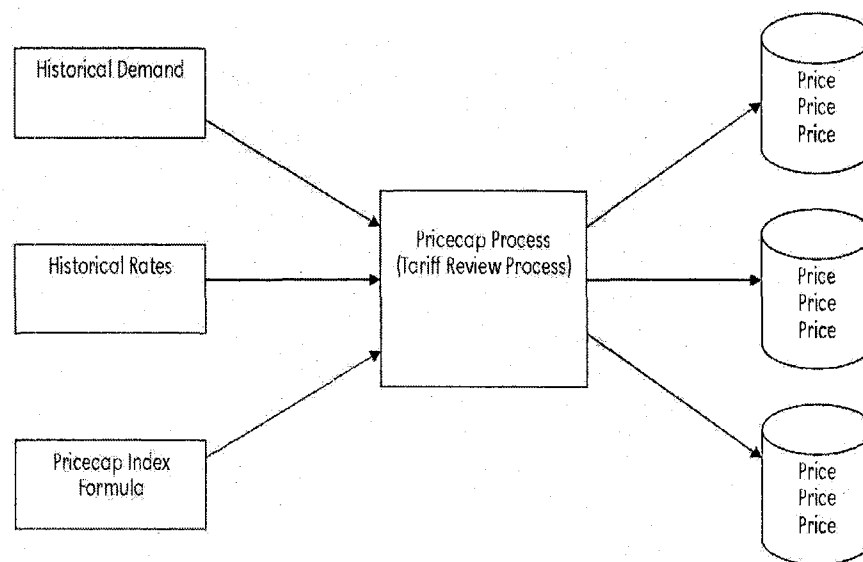 Historical Demand
Historical Rates
Pricecap Index
Formula
Pricecap Process
(Tariff Review Process)
Price
Price
Price
Price
Price
Price
Price
Price
Price